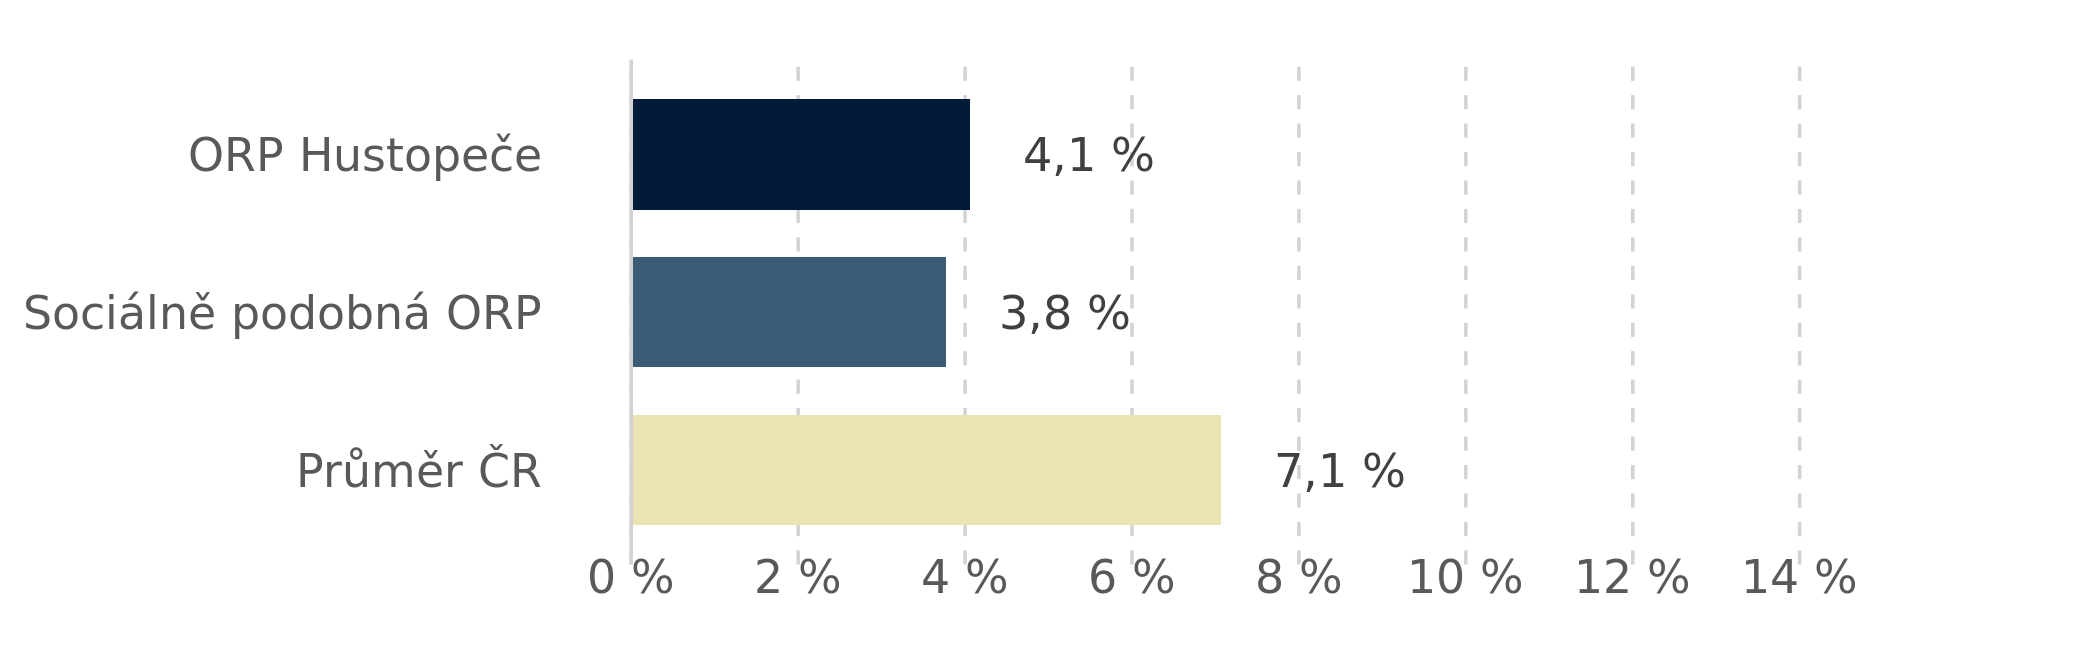 ORP Hustopeče 4,1 %
Sociálně podobná ORP 3,8 %
Průměr ČR 7,1 %
0 % 2 % 4 % 6 % 8 % 10 % 12 % 14 %